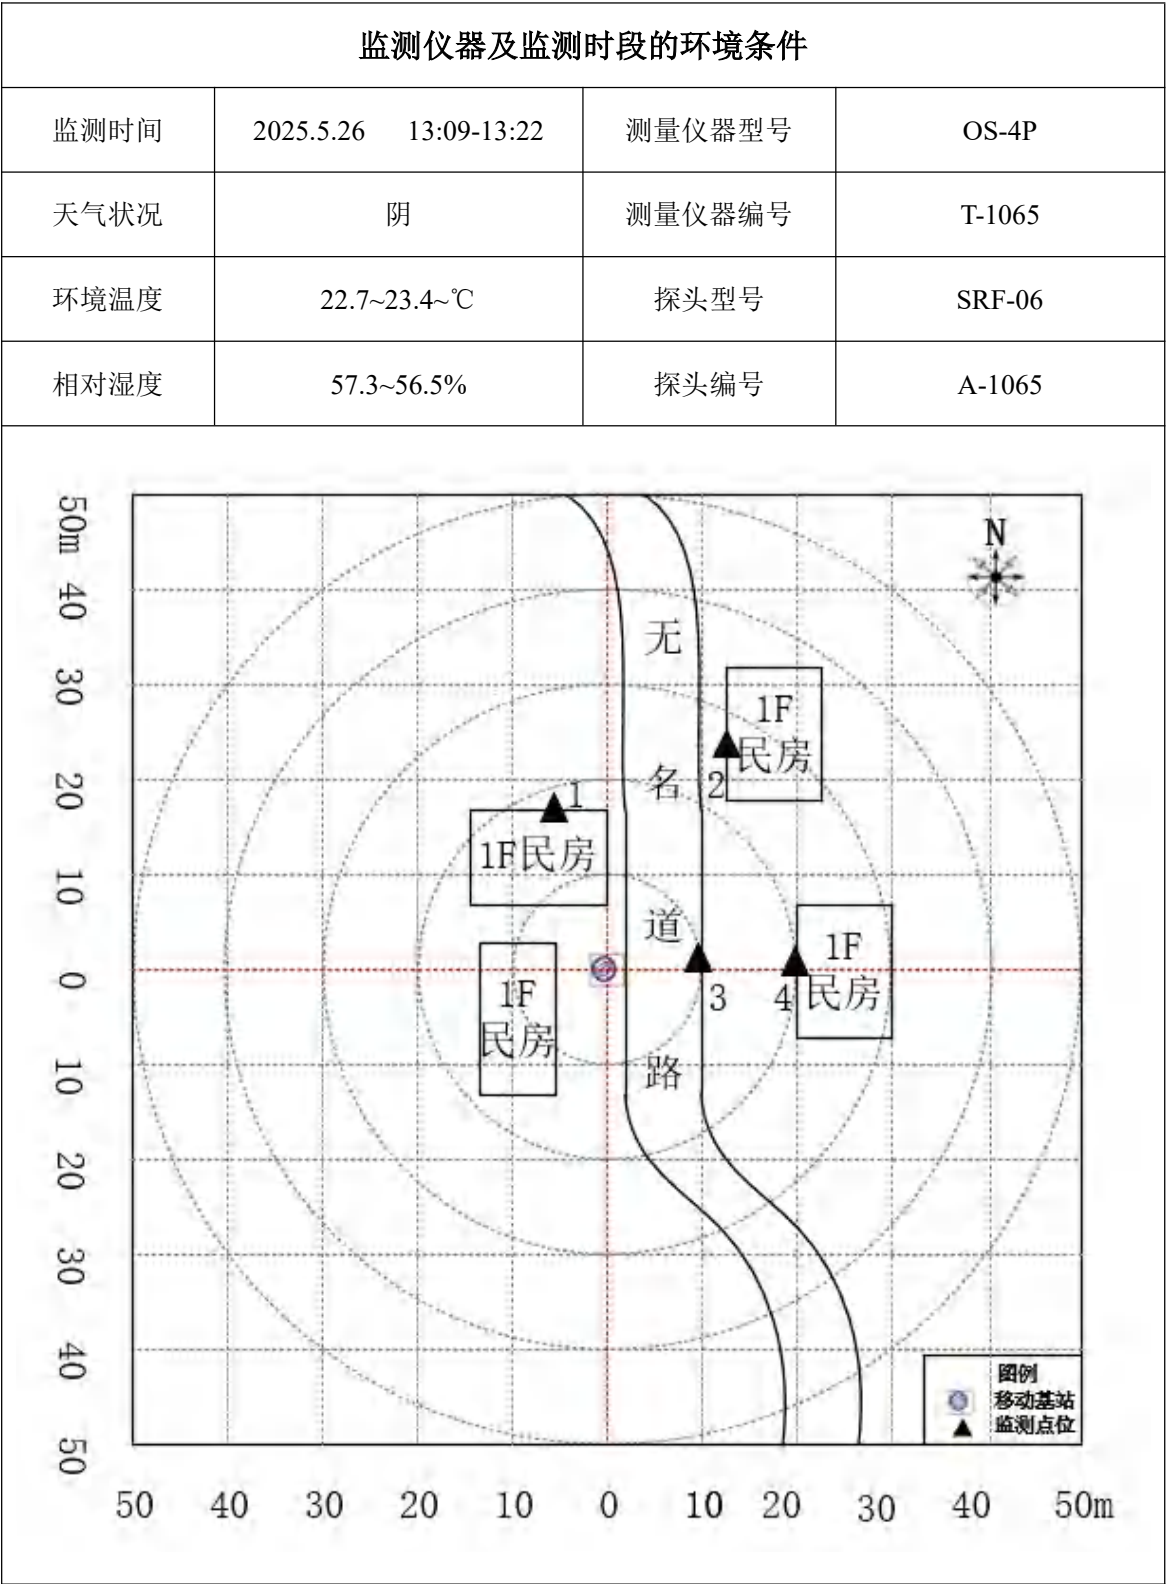 监测仪器及监测时段的环境条件
监测时间 2025.5.26 13:09-13:22 测量仪器型号 OS-4P
天气状况 阴 测量仪器编号 T-1065
环境温度 22.7~23.4~℃ 探头型号 SRF-06
相对湿度 57.3~56.5% 探头编号 A-1065
50m
40
30
20
10
0
10
20
30
40
50
N
无
名
道
路
1F
民房
2
1
1F民房
1F
民房
3
4
1F
民房
图例
移动基站
监测点位
50 40 30 20 10 0 10 20 30 40 50m